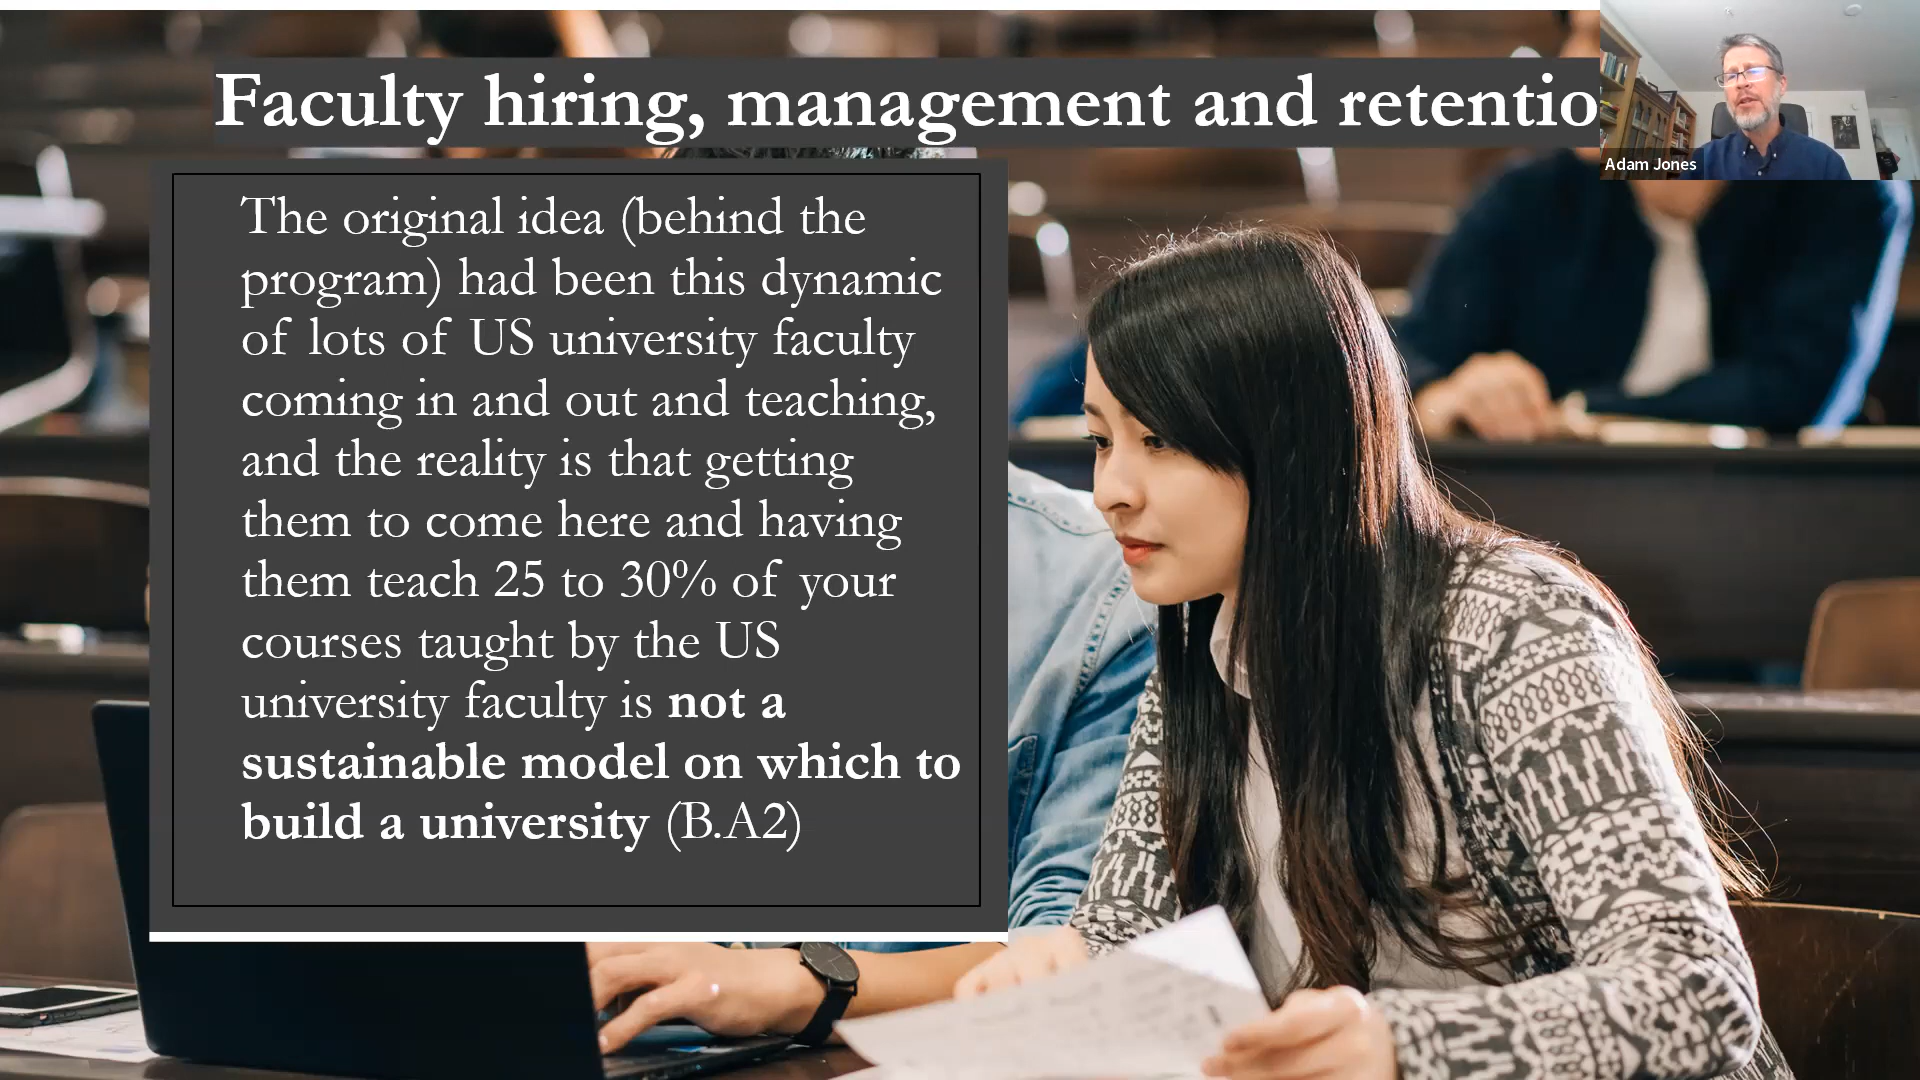 Faculty hiring, management and retentio
Adam Jones
The original idea (behind the
program) had been this dynamic
of lots of US university faculty
coming in and out and teaching,
and the reality is that getting
them to come here and having
them teach 25 to 30% of your
courses taught by the US
university faculty is not a
sustainable model on which to
build a university (B.A2)